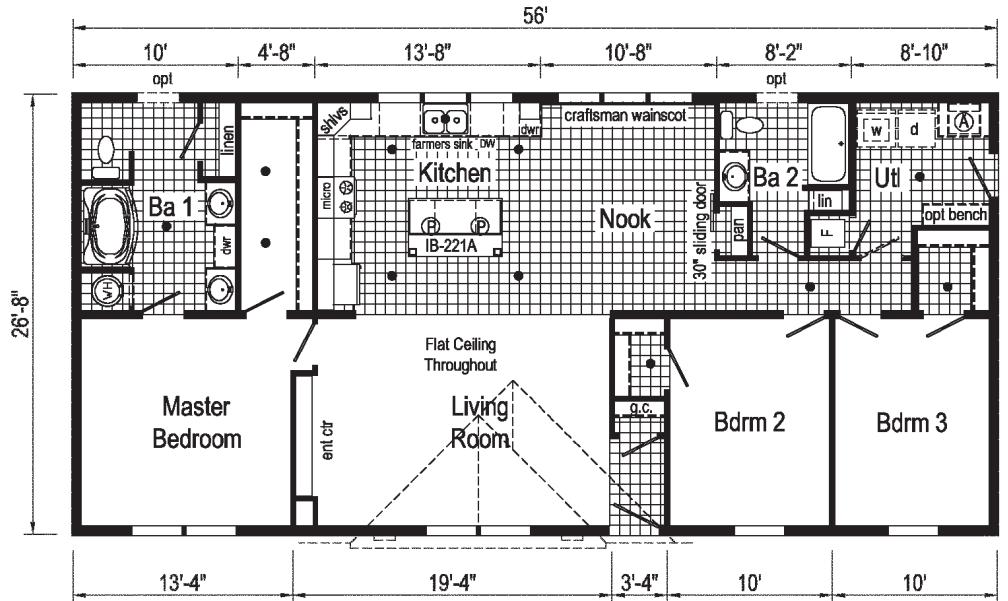 56'
10'
4'-8"
13'-8"
10'-8"
8'-2"
8'-10"
opt
opt
26'-8"
linen
shlvs
dwr
craftsman wainscot
farmers sink
DW
w
d
A
Kitchen
micro
Ba 1
Ba 2
Utl
lin
opt bench
P
P
IB-221A
Nook
30" sliding door
pan
F
dwr
WH
Flat Ceiling
Throughout
Master
Bedroom
ent ctr
Living
Room
g.c.
Bdrm 2
Bdrm 3
13'-4"
19'-4"
3'-4"
10'
10'